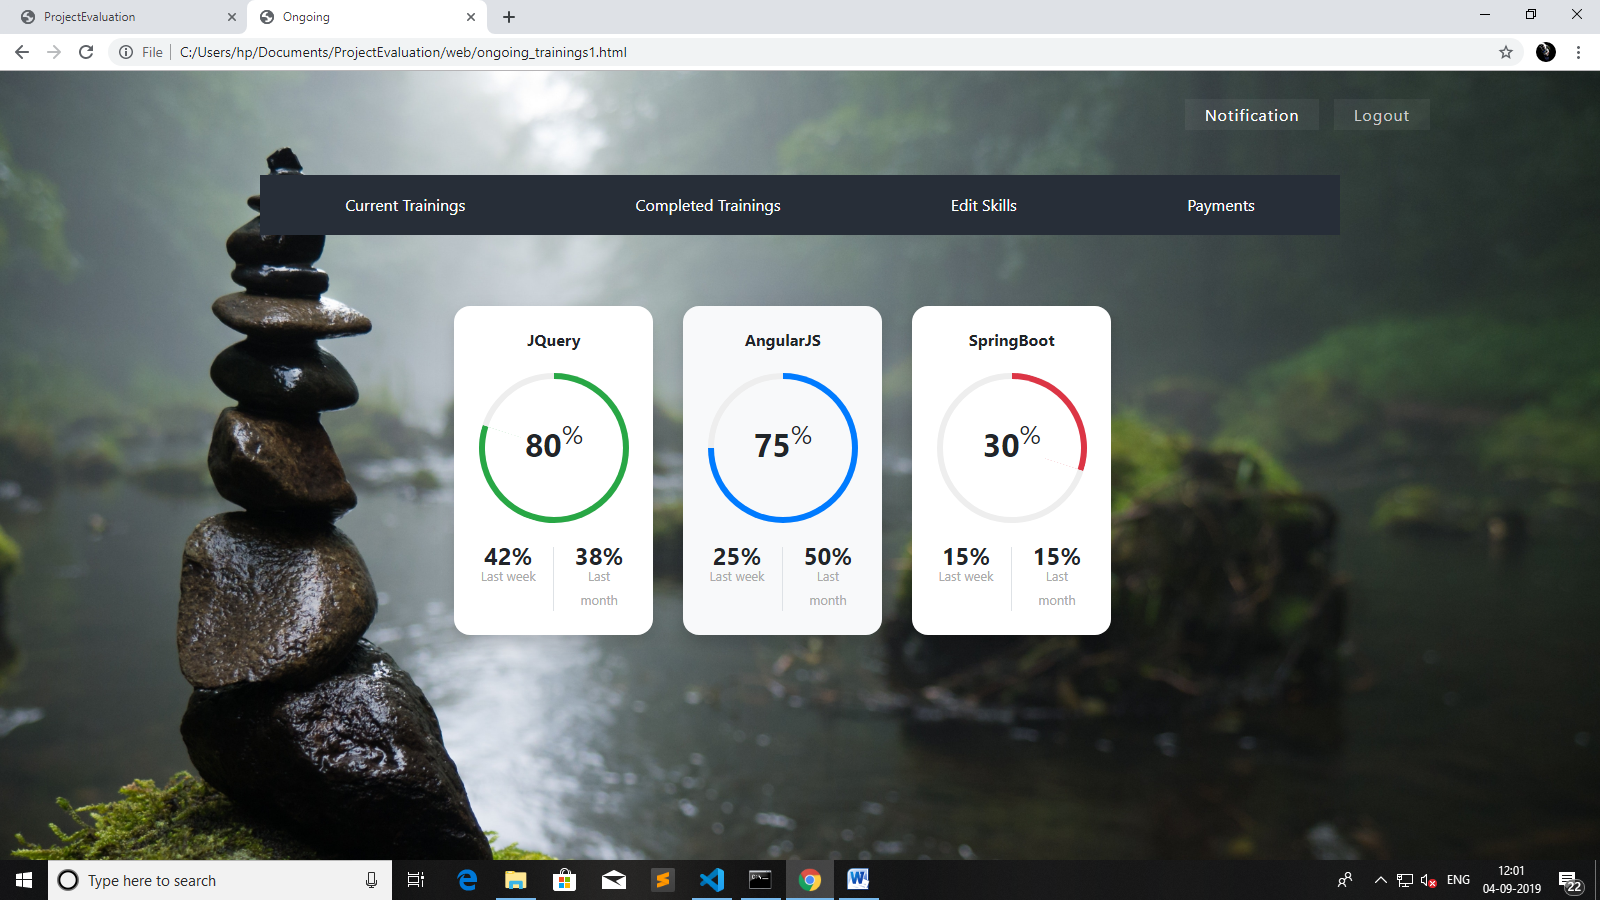 ProjectEvaluation
Ongoing
File
C:/Users/hp/Documents/ProjectEvaluation/web/ongoing_trainings1.html
Notification
Logout
Current Trainings
Completed Trainings
Edit Skills
Payments
JQuery
80%
42%
Last week
38%
Last
month
AngularJS
75%
25%
Last week
50%
Last
month
SpringBoot
30%
15%
Last week
15%
Last
month
Type here to search
ENG
12:01
04-09-2019
22